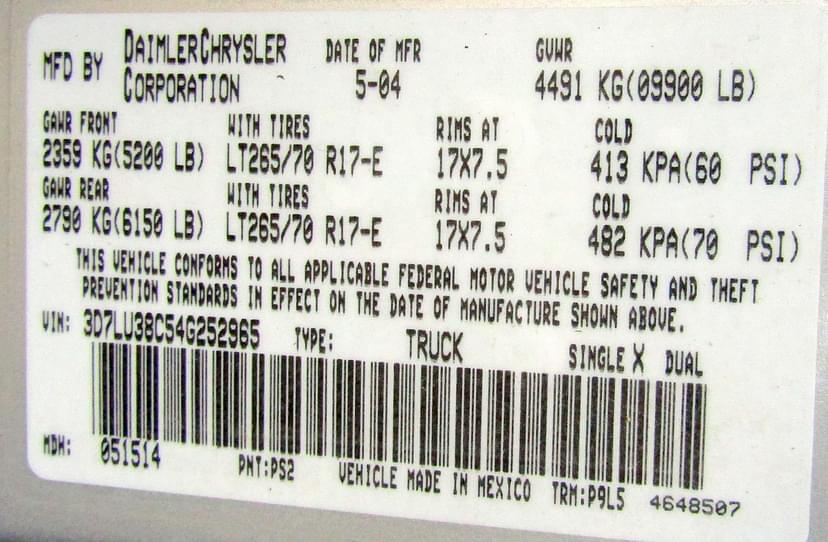 MFD BY DAIMLERCHRYSLER CORPORATION DATE OF MFR 5-04 GVWR 4491 KG(09900 LB)
GAWR FRONT WITH TIRES RIMS AT COLD
2359 KG(5200 LB) LT265/70 R17-E 17X7.5 413 KPA(60 PSI)
GAWR REAR WITH TIRES RIMS AT COLD
2790 KG(6150 LB) LT265/70 R17-E 17X7.5 482 KPA(70 PSI)
THIS VEHICLE CONFORMS TO ALL APPLICABLE FEDERAL MOTOR VEHICLE SAFETY AND THEFT
PREVENTION STANDARDS IN EFFECT ON THE DATE OF MANUFACTURE SHOWN ABOVE.
VIN: 3D7LU38C54G252965 TYPE: TRUCK SINGLE X DUAL
MDH: 051514 PNT:PS2 VEHICLE MADE IN MEXICO TRM:P9L5 4648507